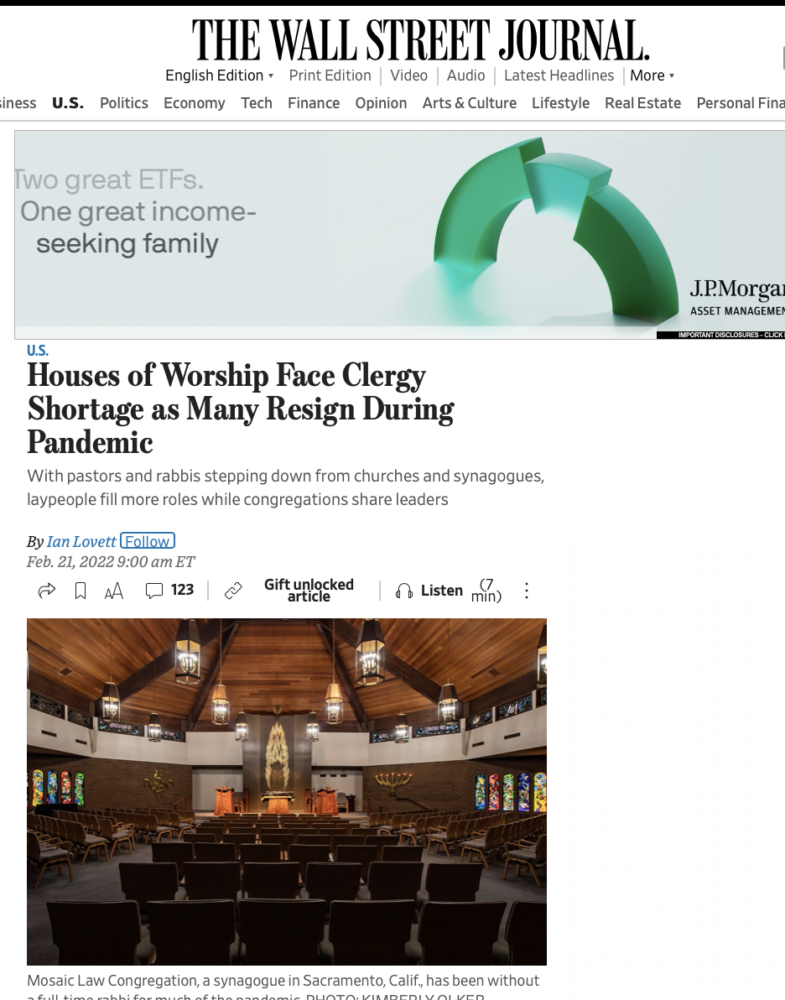 THE WALL STREET JOURNAL.
English Edition ▾ Print Edition | Video | Audio | Latest Headlines | More ▾
U.S. Politics Economy Tech Finance Opinion Arts & Culture Lifestyle Real Estate Personal
Two great ETFs.
One great income-
seeking family
ASSET
IMPORTANT DISCLOSURES - CLICK
U.S.
Houses of Worship Face Clergy
Shortage as Many Resign During
Pandemic
With pastors and rabbis stepping down from churches and synagogues,
laypeople fill more roles while congregations share leaders
By Ian Lovett Follow
Feb. 21, 2022 9:00 am ET
123 | Gift unlocked article | Listen (7 min)
Mosaic Law Congregation, a synagogue in Sacramento, Calif., has been without
a full-time rabbi for much of the pandemic. PHOTO: KIMBERLY